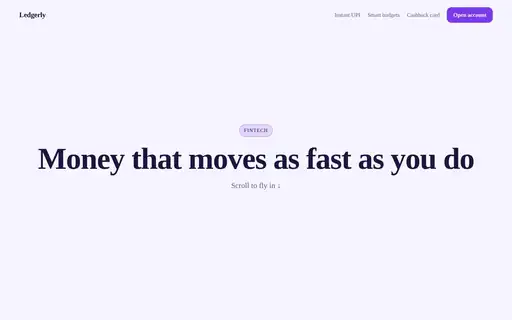 Ledgerly
Instant UPI Smart budgets Cashback card Open account
FINTECH
Money that moves as fast as you do
Scroll to fly in ↓